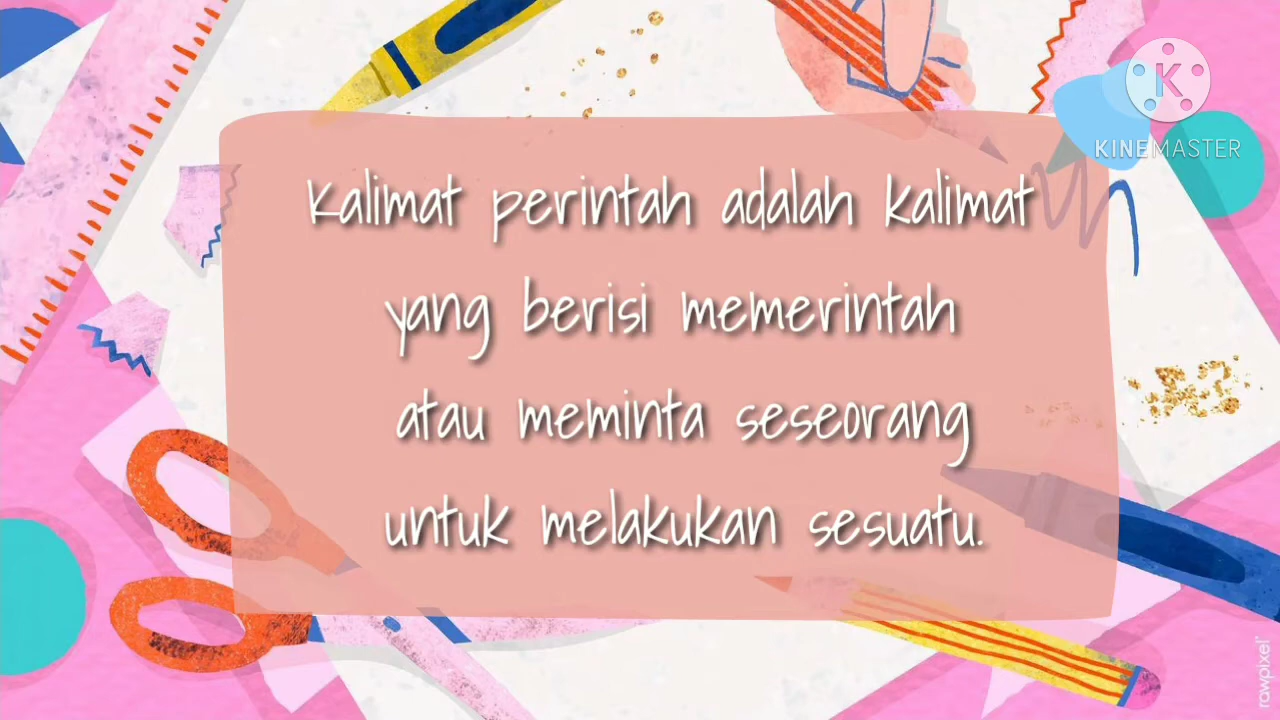 Kalimat perintah adalah kalimat
yang berisi memerintah
atau meminta seseorang
untuk melakukan sesuatu.
K
KINEMASTER
rawpixel